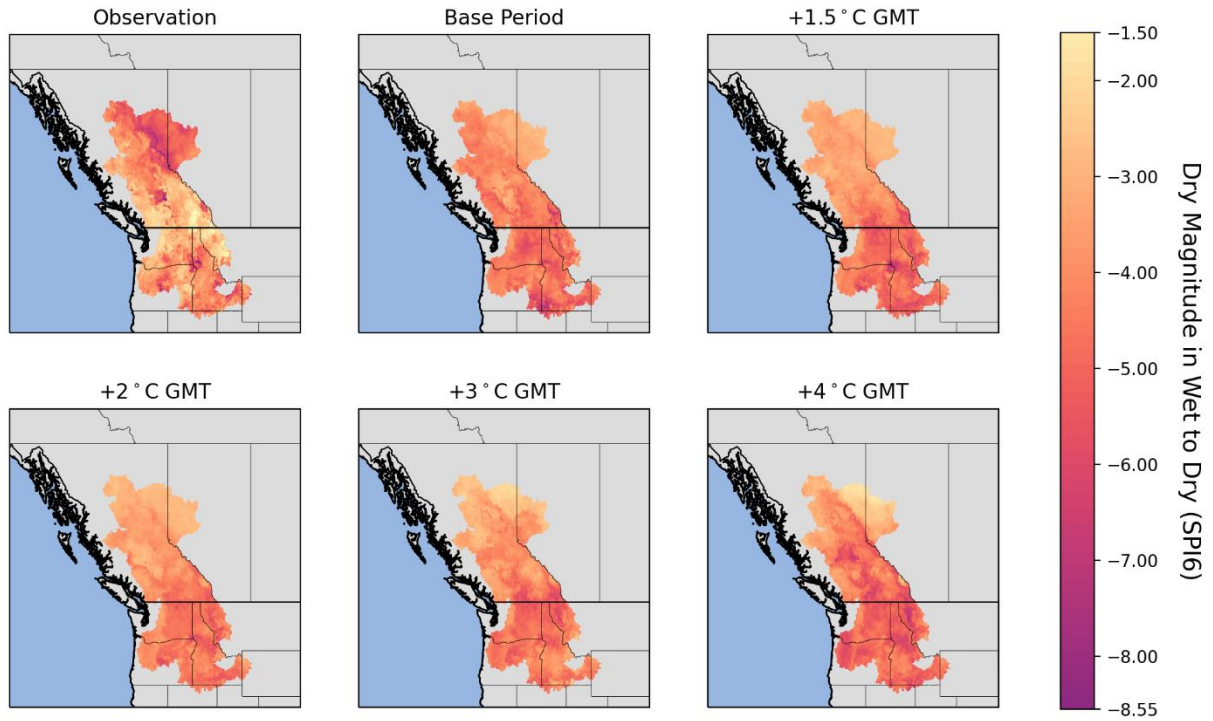 Observation
Base Period
+1.5°C GMT
+2°C GMT
+3°C GMT
+4°C GMT
−1.50
−2.00
−3.00
−4.00
−5.00
−6.00
−7.00
−8.00
−8.55
Dry Magnitude in Wet to Dry (SPI6)